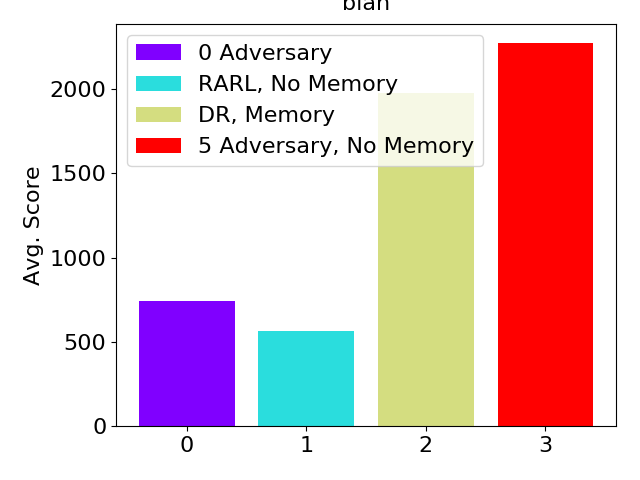 blah
0 Adversary
RARL, No Memory
DR, Memory
5 Adversary, No Memory
Avg. Score
2000
1500
1000
500
0
0 1 2 3